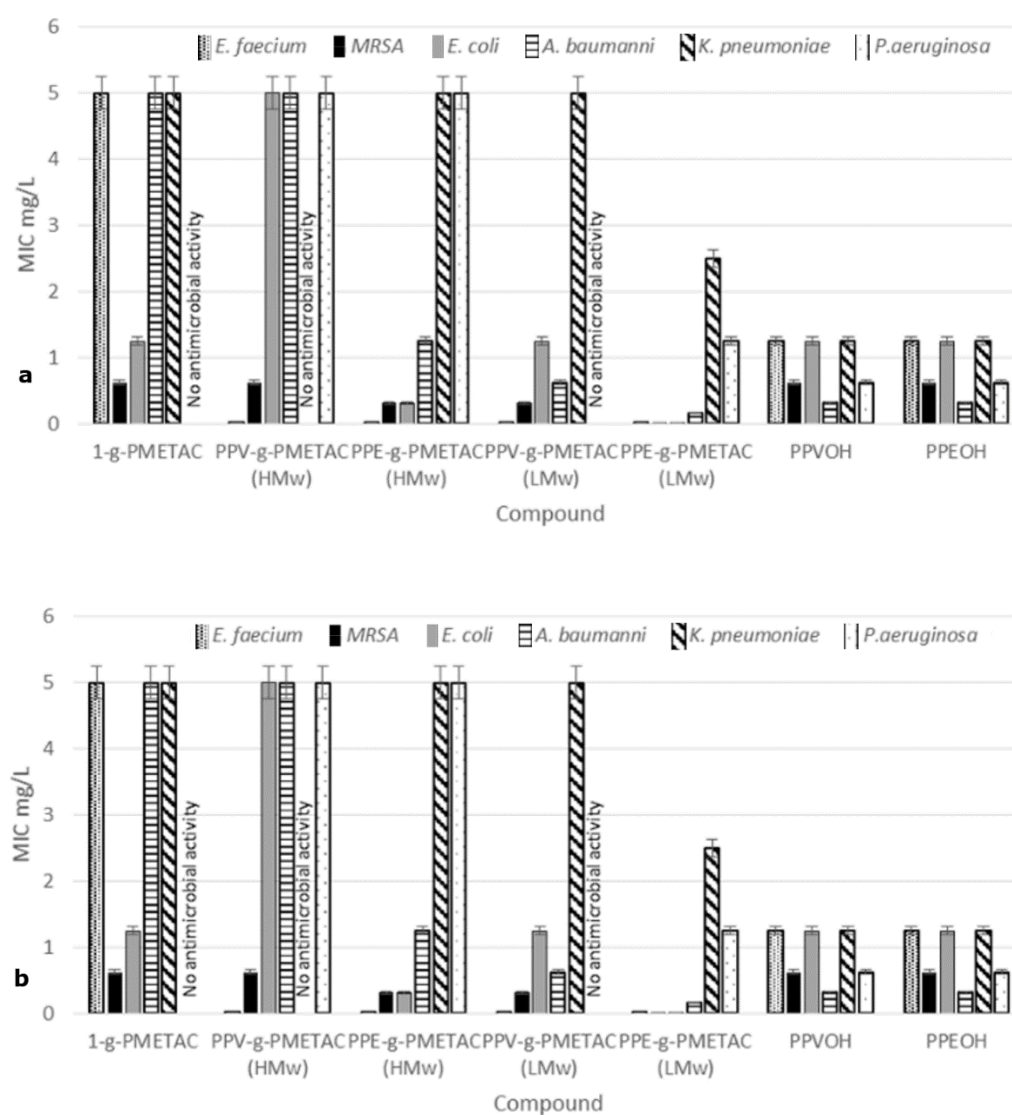 6
E. faecium MRSA E. coli A. baumanni K. pneumoniae P.aeruginosa
5
4
3
2
1
0
MIC mg/L
a
No antimicrobial activity
No antimicrobial activity
No antimicrobial activity
1-g-PMETAC PPV-g-PMETAC PPE-g-PMETAC PPV-g-PMETAC PPE-g-PMETAC PPVOH PPEOH
(HMw) (HMw) (LMw) (LMw)
Compound
6
E. faecium MRSA E. coli A. baumanni K. pneumoniae P.aeruginosa
5
4
3
2
1
0
MIC mg/L
b
No antimicrobial activity
No antimicrobial activity
No antimicrobial activity
1-g-PMETAC PPV-g-PMETAC PPE-g-PMETAC PPV-g-PMETAC PPE-g-PMETAC PPVOH PPEOH
(HMw) (HMw) (LMw) (LMw)
Compound